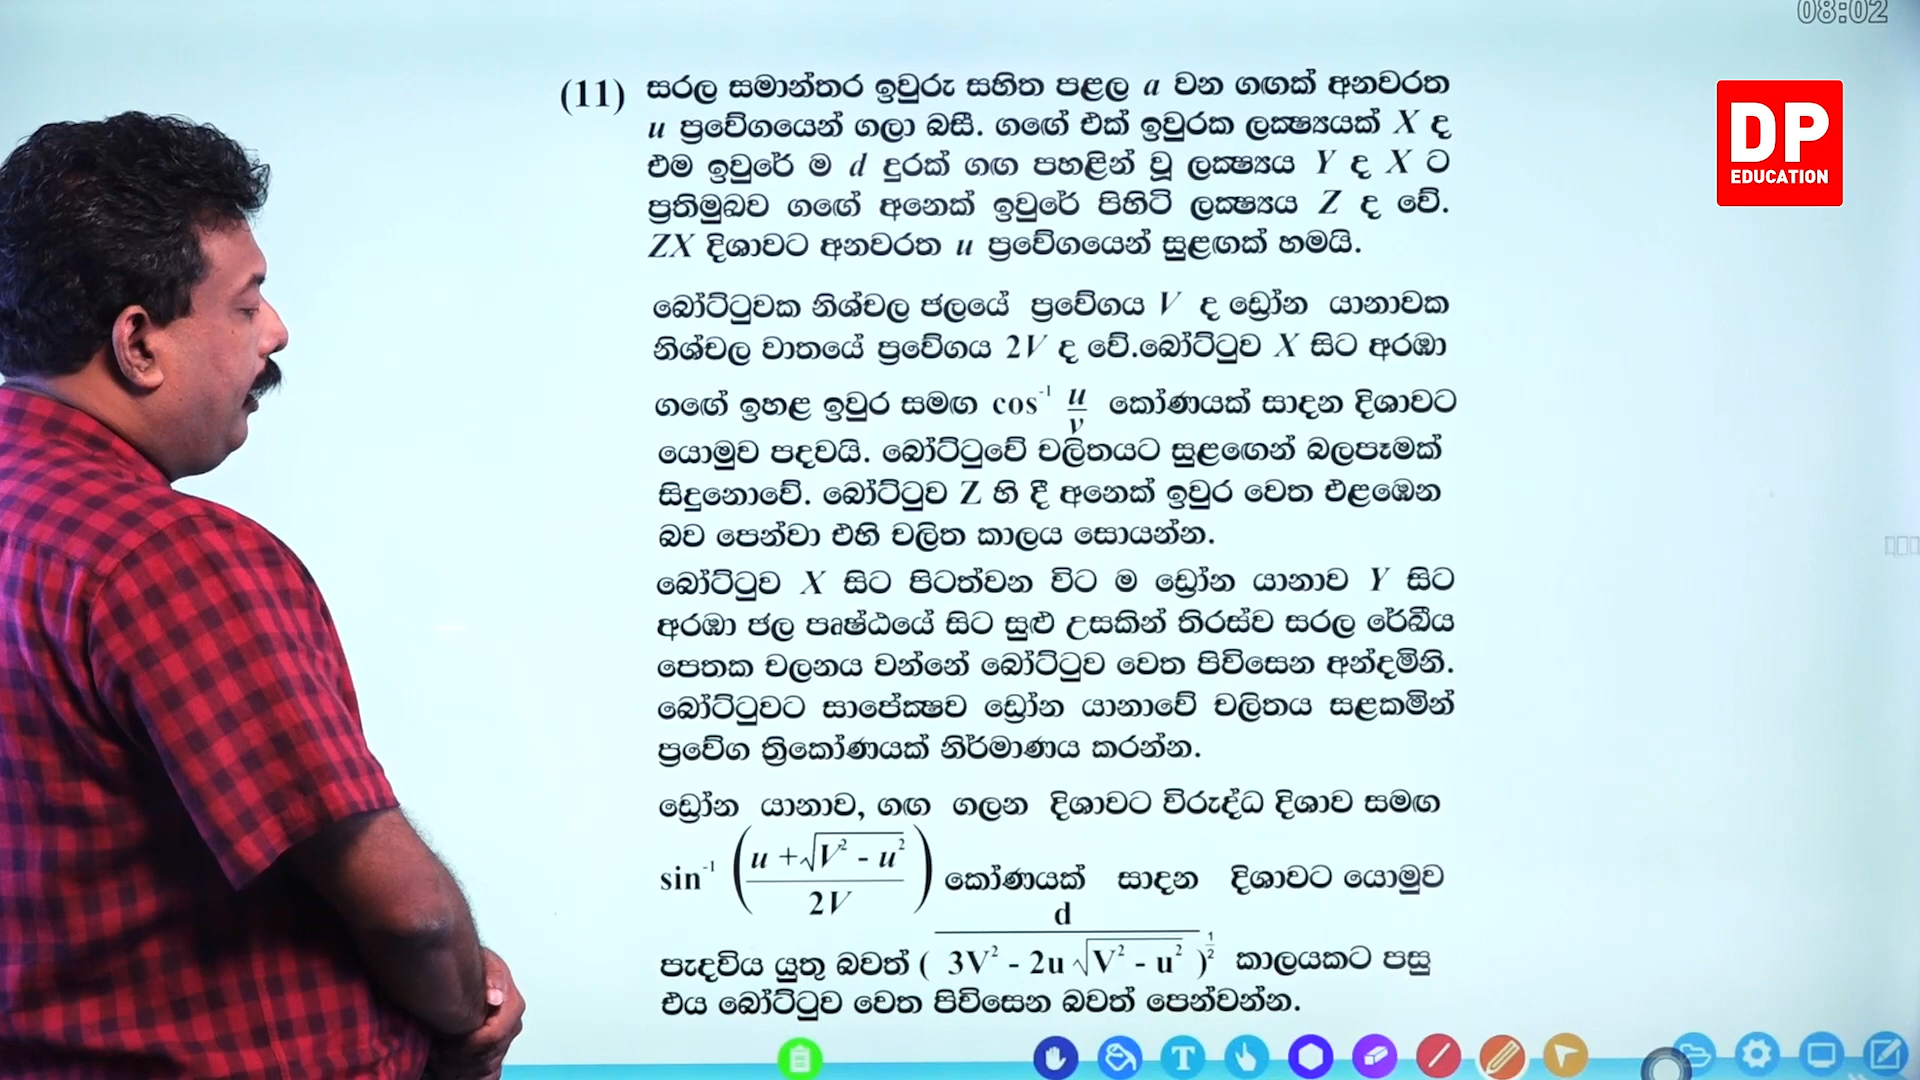 08:02
DP
EDUCATION
(11) සරල සමාන්තර ඉවුරු සහිත පළල a වන ගඟක් අනවරත
u ප්‍රවේගයෙන් ගලා බසී. ගඟේ එක් ඉවුරක ලක්ෂ්‍යයක් X ද
එම ඉවුරේ ම d දුරක් ගඟ පහළින් වූ ලක්ෂ්‍යය Y ද X ට
ප්‍රතිමුඛව ගඟේ අනෙක් ඉවුරේ පිහිටි ලක්ෂ්‍යය Z ද වේ.
ZX දිශාවට අනවරත u ප්‍රවේගයෙන් සුළඟක් හමයි.
බෝට්ටුවක නිශ්චල ජලයේ ප්‍රවේගය V ද ඩ්‍රෝන යානාවක
නිශ්චල වාතයේ ප්‍රවේගය 2V ද වේ.බෝට්ටුව X සිට අරඹා
ගඟේ ඉහළ ඉවුර සමඟ cos⁻¹ u/v කෝණයක් සාදන දිශාවට
යොමුව පදවයි. බෝට්ටුවේ චලිතයට සුළඟෙන් බලපෑමක්
සිදුනොවේ. බෝට්ටුව Z හි දී අනෙක් ඉවුර වෙත එළඹෙන
බව පෙන්වා එහි චලිත කාලය සොයන්න.
බෝට්ටුව X සිට පිටත්වන විට ම ඩ්‍රෝන යානාව Y සිට
අරඹා ජල පෘෂ්ඨයේ සිට සුළු උසකින් තිරස්ව සරල රේඛීය
පෙතක චලනය වන්නේ බෝට්ටුව වෙත පිවිසෙන අන්දමිනි.
බෝට්ටුවට සාපේක්ෂව ඩ්‍රෝන යානාවේ චලිතය සළකමින්
ප්‍රවේග ත්‍රිකෝණයක් නිර්මාණය කරන්න.
ඩ්‍රෝන යානාව, ගඟ ගලන දිශාවට විරුද්ධ දිශාව සමඟ
sin⁻¹ ((u + √(V² - u²))/2V) කෝණයක් සාදන දිශාවට යොමුව
පැදවිය යුතු බවත් d/(3V² - 2u √(V² - u²))^½ කාලයකට පසු
එය බෝට්ටුව වෙත පිවිසෙන බවත් පෙන්වන්න.